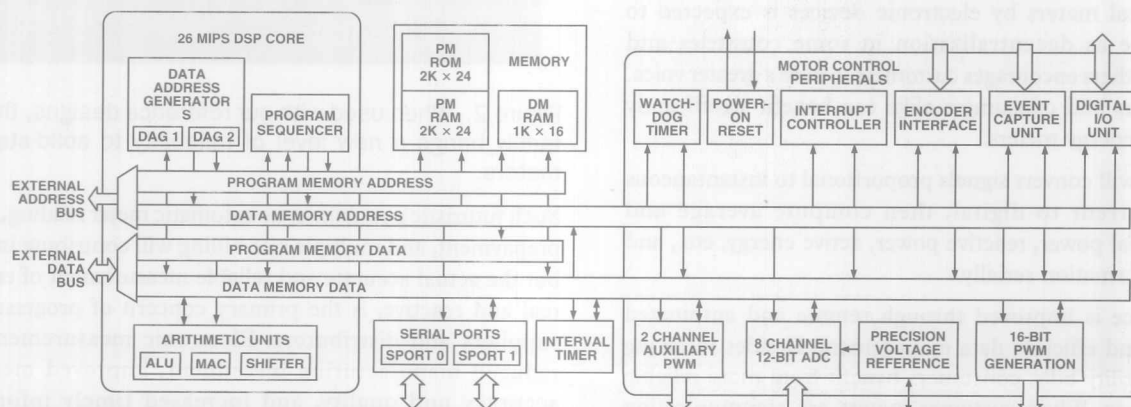 26 MIPS DSP CORE
DATA
ADDRESS
GENERATOR
DAG 1
DAG 2
PROGRAM
SEQUENCER
PM
ROM
2K × 24
MEMORY
PM
RAM
2K × 24
DM
RAM
1K × 16
MOTOR CONTROL
PERIPHERALS
WATCH-
DOG
TIMER
POWER-
ON
RESET
INTERRUPT
CONTROLLER
ENCODER
INTERFACE
EVENT
CAPTURE
UNIT
DIGITAL
I/O
UNIT
EXTERNAL
ADDRESS
BUS
PROGRAM MEMORY ADDRESS
DATA MEMORY ADDRESS
EXTERNAL
DATA
BUS
PROGRAM MEMORY DATA
DATA MEMORY DATA
ARITHMETIC UNITS
ALU
MAC
SHIFTER
SERIAL PORTS
SPORT 0
SPORT 1
INTERVAL
TIMER
2 CHANNEL
AUXILIARY
PWM
8 CHANNEL
12-BIT ADC
PRECISION
VOLTAGE
REFERENCE
16-BIT
PWM
GENERATION